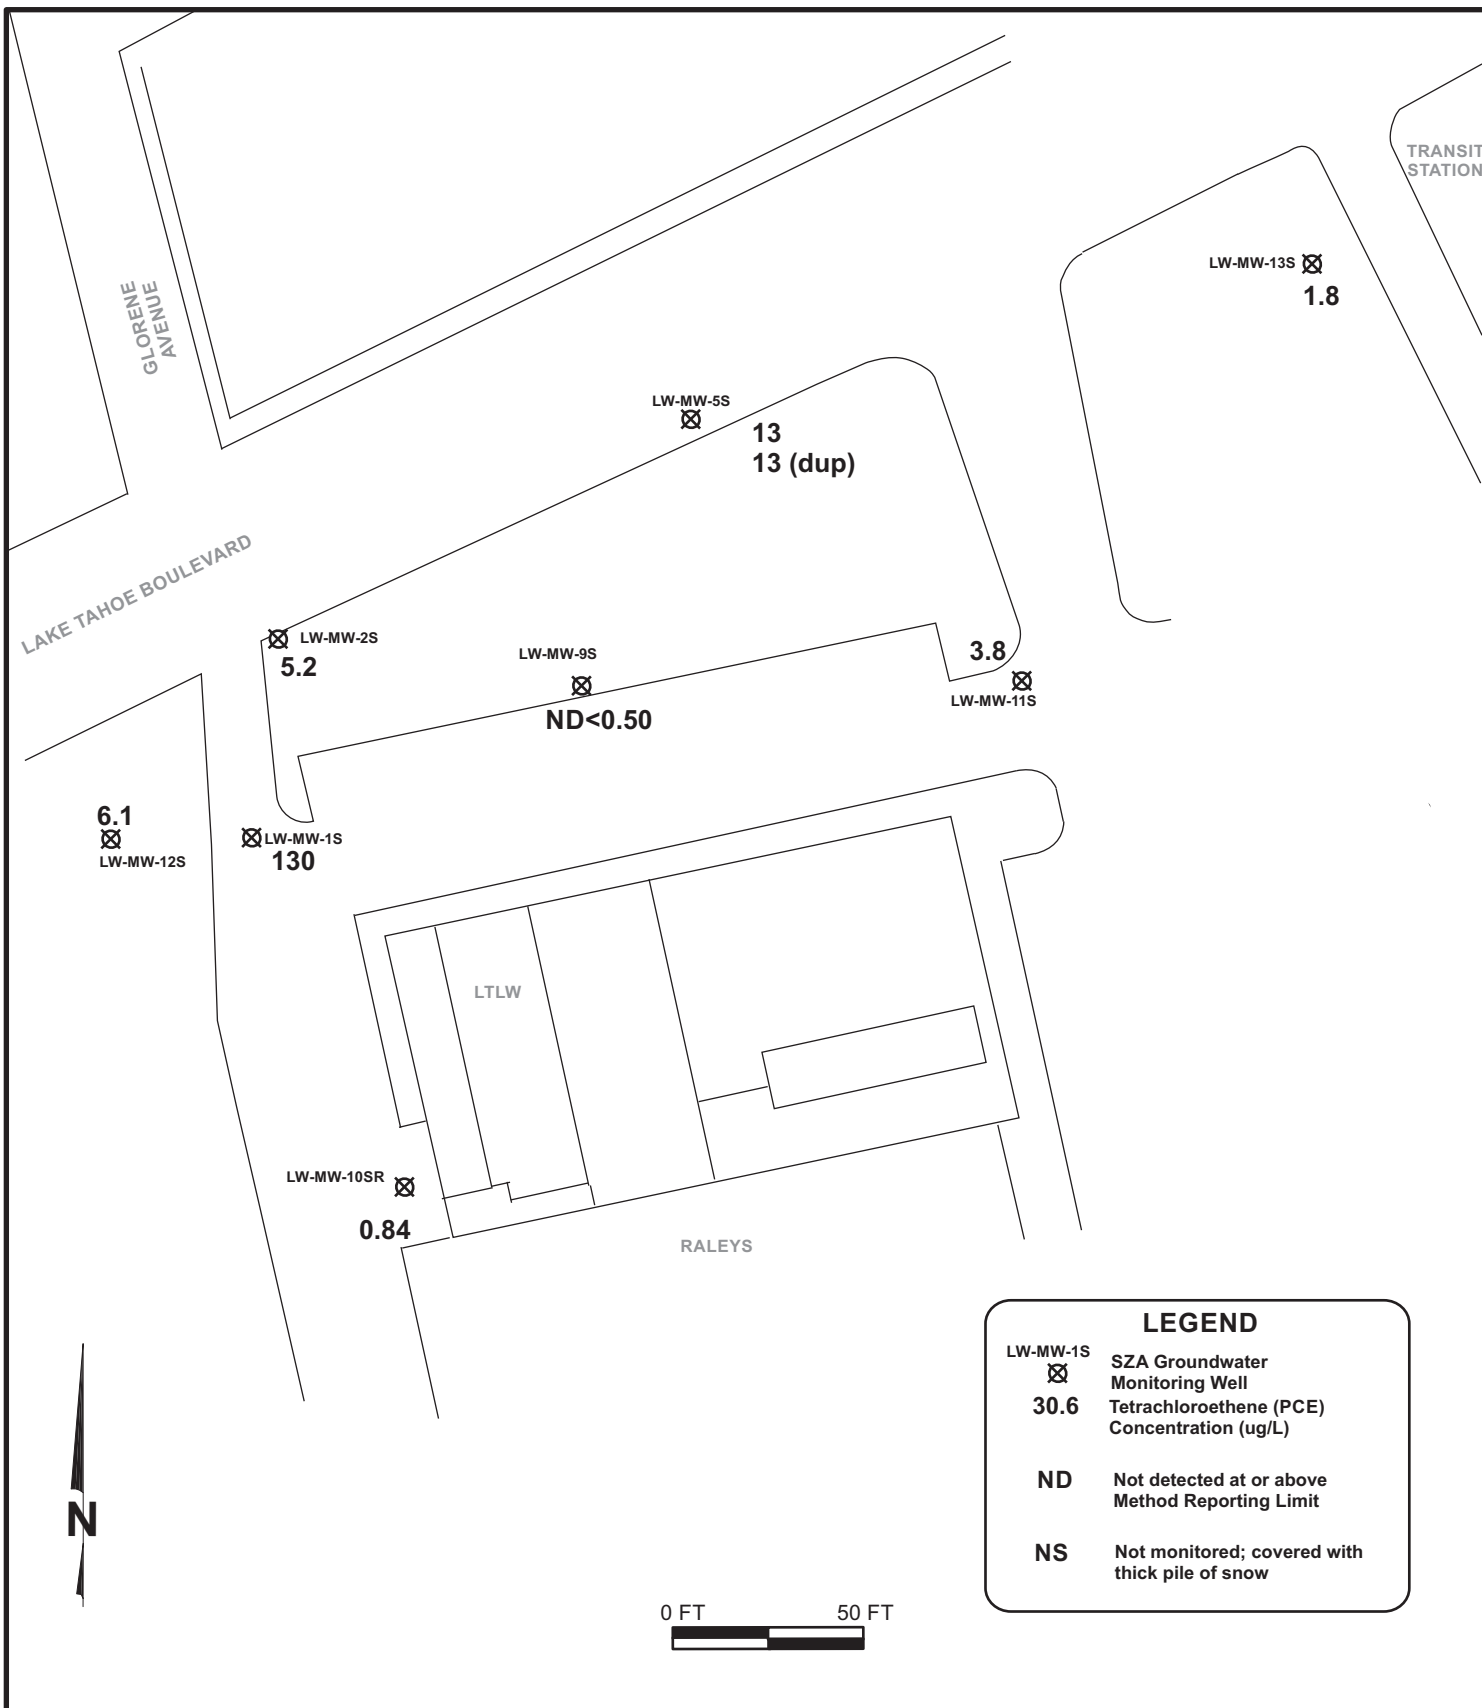 TRANSIT
STATION
LW-MW-13S
1.8
GLORENE
AVENUE
LW-MW-5S
13
13 (dup)
LAKE TAHOE BOULEVARD
LW-MW-2S
5.2
LW-MW-9S
ND<0.50
3.8
LW-MW-11S
6.1
LW-MW-12S
LW-MW-1S
130
LTLW
LW-MW-10SR
0.84
RALEYS
LEGEND
LW-MW-1S
SZA Groundwater
Monitoring Well
30.6
Tetrachloroethene (PCE)
Concentration (ug/L)
ND
Not detected at or above
Method Reporting Limit
NS
Not monitored; covered with
thick pile of snow
N
0 FT
50 FT